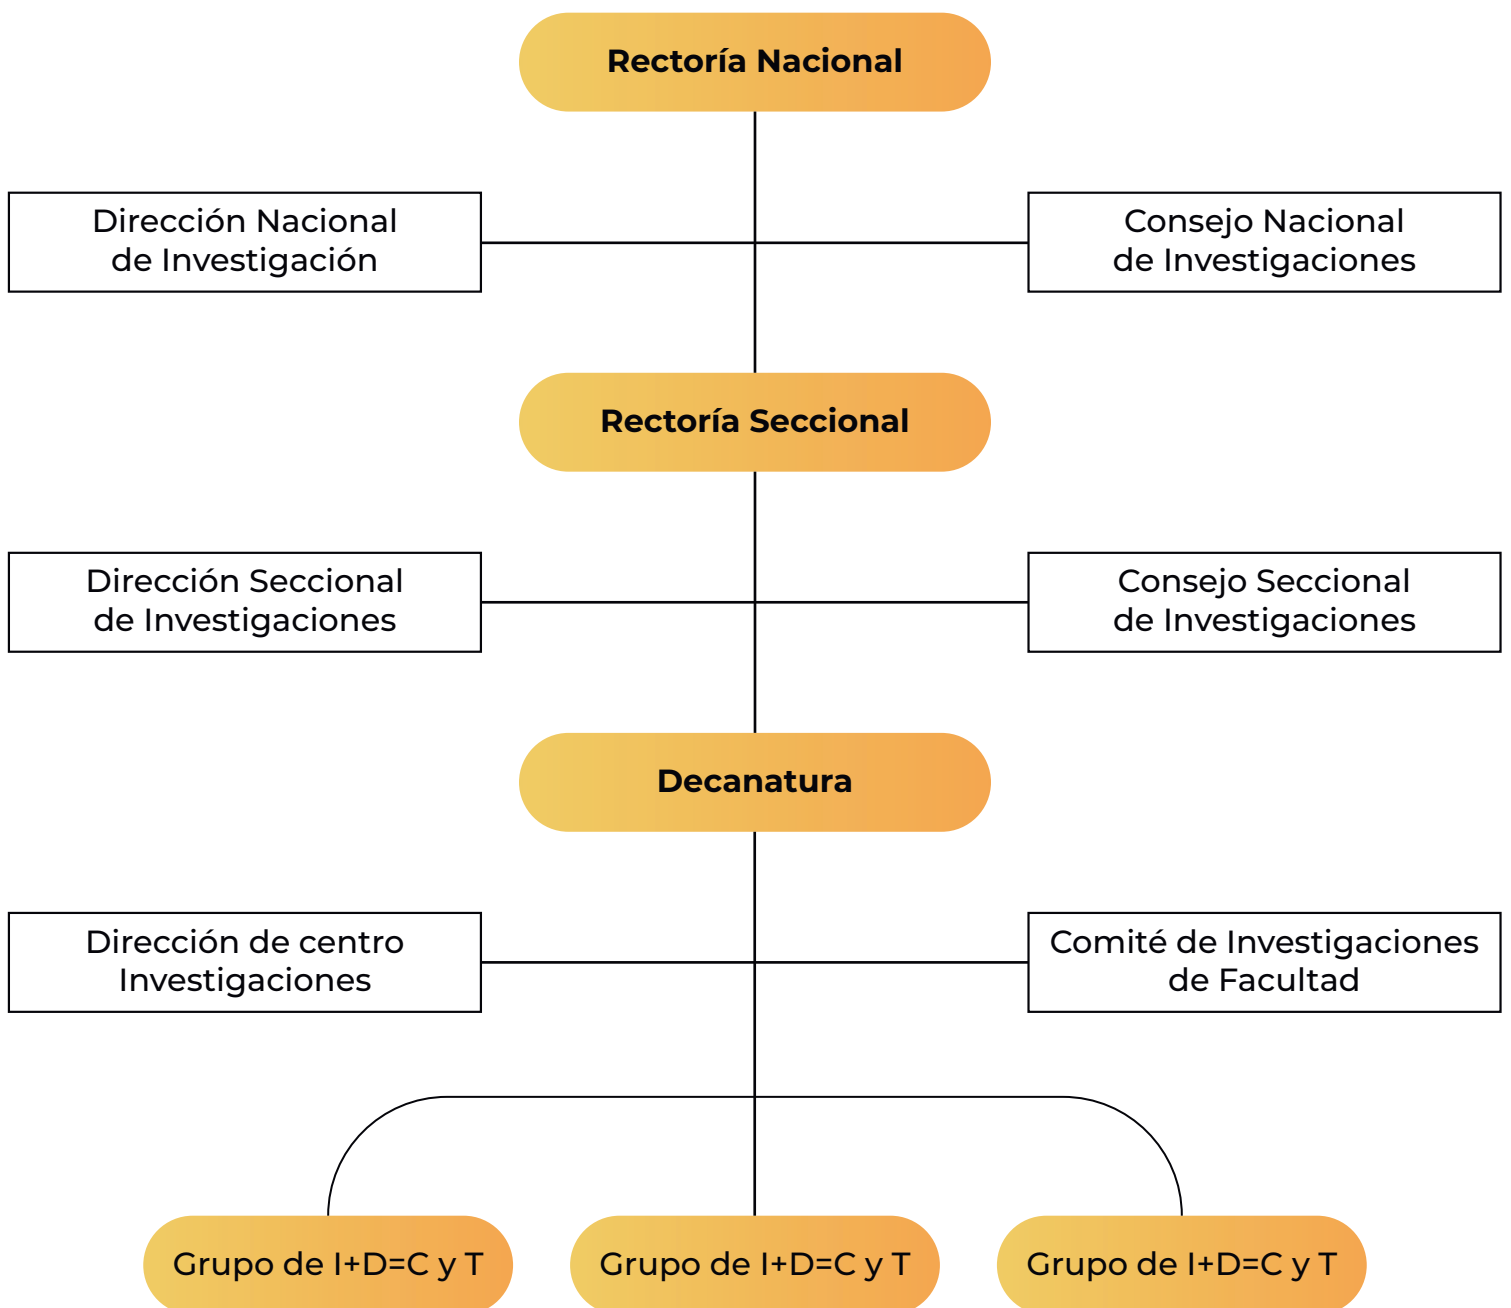 Rectoría Nacional
Dirección Nacional
de Investigación
Consejo Nacional
de Investigaciones
Rectoría Seccional
Dirección Seccional
de Investigaciones
Consejo Seccional
de Investigaciones
Decanatura
Dirección de centro
Investigaciones
Comité de Investigaciones
de Facultad
Grupo de I+D=C y T
Grupo de I+D=C y T
Grupo de I+D=C y T